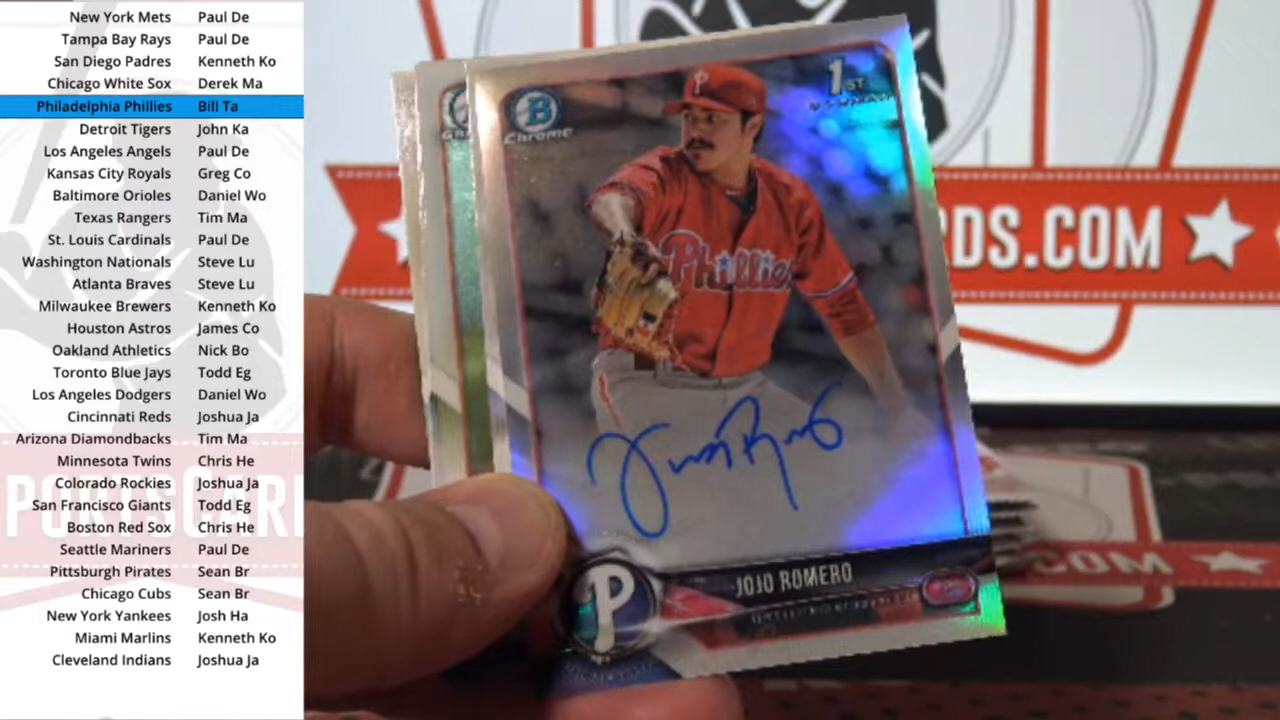 New York Mets Paul De
Tampa Bay Rays Paul De
San Diego Padres Kenneth Ko
Chicago White Sox Derek Ma
Philadelphia Phillies Bill Ta
Detroit Tigers John Ka
Los Angeles Angels Paul De
Kansas City Royals Greg Co
Baltimore Orioles Daniel Wo
Texas Rangers Tim Ma
St. Louis Cardinals Paul De
Washington Nationals Steve Lu
Atlanta Braves Steve Lu
Milwaukee Brewers Kenneth Ko
Houston Astros James Co
Oakland Athletics Nick Bo
Toronto Blue Jays Todd Eg
Los Angeles Dodgers Daniel Wo
Cincinnati Reds Joshua Ja
Arizona Diamondbacks Tim Ma
Minnesota Twins Chris He
Colorado Rockies Joshua Ja
San Francisco Giants Todd Eg
Boston Red Sox Chris He
Seattle Mariners Paul De
Pittsburgh Pirates Sean Br
Chicago Cubs Sean Br
New York Yankees Josh Ha
Miami Marlins Kenneth Ko
Cleveland Indians Joshua Ja
PORTSCARD
B
Chrome
1ST
BOWMAN
P
Phillies
P
JOJO ROMERO
DS.COM
.COM